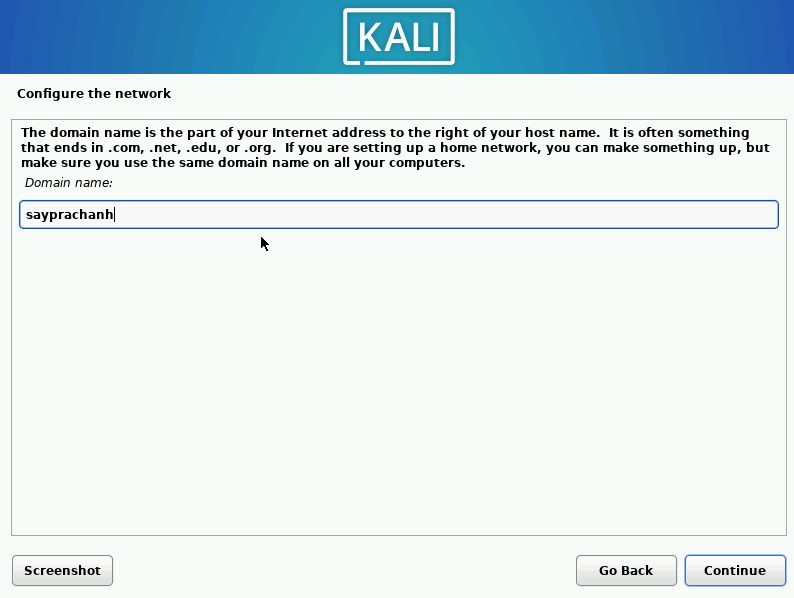 KALI
Configure the network
The domain name is the part of your Internet address to the right of your host name.  It is often something
that ends in .com, .net, .edu, or .org.  If you are setting up a home network, you can make something up, but
make sure you use the same domain name on all your computers.
Domain name:
sayprachanh
Screenshot
Go Back
Continue